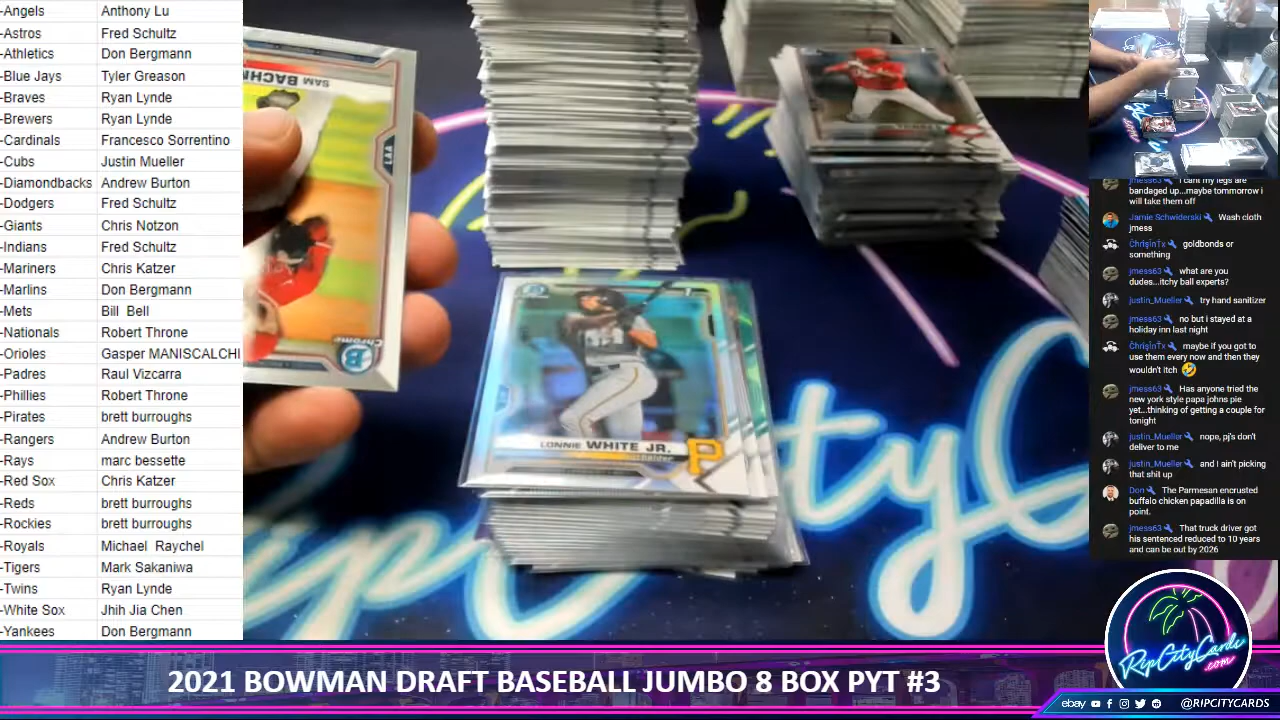 -Angels Anthony Lu
-Astros Fred Schultz
-Athletics Don Bergmann
-Blue Jays Tyler Greason
-Braves Ryan Lynde
-Brewers Ryan Lynde
-Cardinals Francesco Sorrentino
-Cubs Justin Mueller
-Diamondbacks Andrew Burton
-Dodgers Fred Schultz
-Giants Chris Notzon
-Indians Fred Schultz
-Mariners Chris Katzer
-Marlins Don Bergmann
-Mets Bill Bell
-Nationals Robert Throne
-Orioles Gasper MANISCALCHI
-Padres Raul Vizcarra
-Phillies Robert Throne
-Pirates brett burroughs
-Rangers Andrew Burton
-Rays marc bessette
-Red Sox Chris Katzer
-Reds brett burroughs
-Rockies brett burroughs
-Royals Michael Raychel
-Tigers Mark Sakaniwa
-Twins Ryan Lynde
-White Sox Jhih Jia Chen
-Yankees Don Bergmann
SAM BACHM
LAA
Chrome
LONNIE WHITE JR.
P
jmess63 i cant my legs are
bandaged up...maybe tommorrow i
will take them off
Jamie Schwiderski Wash cloth
jmess
ČhrįşînŤx goldbonds or
something
jmess63 what are you
dudes...itchy ball experts?
justin_Mueller try hand sanitizer
jmess63 no but i stayed at a
holiday inn last night
ČhrįşînŤx maybe if you got to
use them every now and then they
wouldn't itch 🤣
jmess63 Has anyone tried the
new york style papa johns pie
yet...thinking of getting a couple for
tonight
justin_Mueller nope, pj's don't
deliver to me
justin_Mueller and I ain't picking
that shit up
Don The Parmesan encrusted
buffalo chicken papadilla is on
point.
jmess63 That truck driver got
his sentenced reduced to 10 years
and can be out by 2026
RipCityCards
.com
2021 BOWMAN DRAFT BASEBALL JUMBO 8 BOX PYT #3
ebay @RIPCITYCARDS